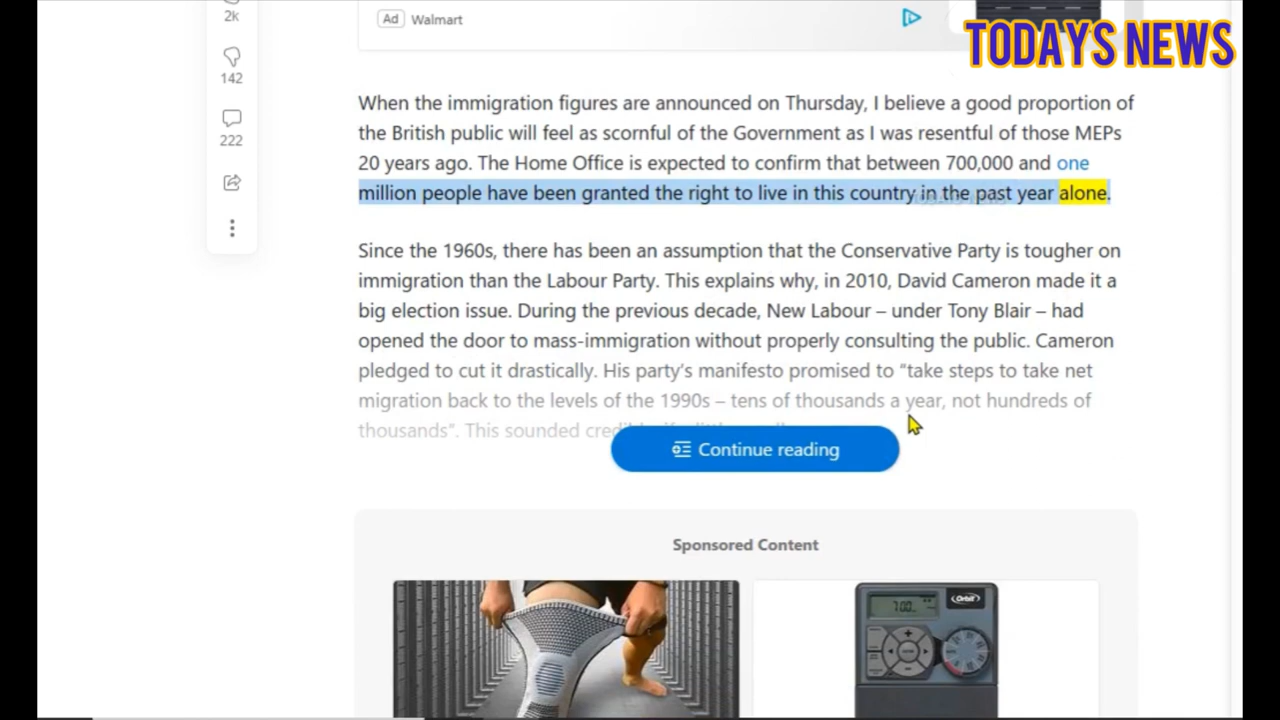 2k
Ad Walmart
TODAYS NEWS
142
222
When the immigration figures are announced on Thursday, I believe a good proportion of
the British public will feel as scornful of the Government as I was resentful of those MEPs
20 years ago. The Home Office is expected to confirm that between 700,000 and one
million people have been granted the right to live in this country in the past year alone.
Since the 1960s, there has been an assumption that the Conservative Party is tougher on
immigration than the Labour Party. This explains why, in 2010, David Cameron made it a
big election issue. During the previous decade, New Labour – under Tony Blair – had
opened the door to mass-immigration without properly consulting the public. Cameron
pledged to cut it drastically. His party's manifesto promised to “take steps to take net
migration back to the levels of the 1990s – tens of thousands a year, not hundreds of
thousands”. This sounded
Continue reading
Sponsored Content
Orbit
700